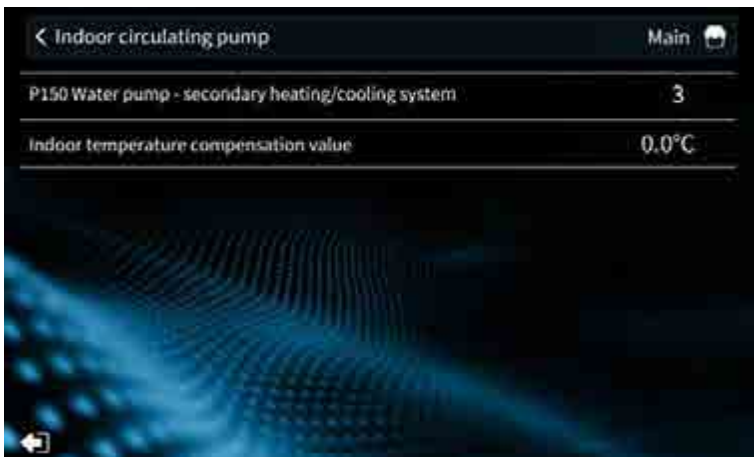 Indoor circulating pump
Main
P150 Water pump - secondary heating/cooling system 3
Indoor temperature compensation value 0.0°C